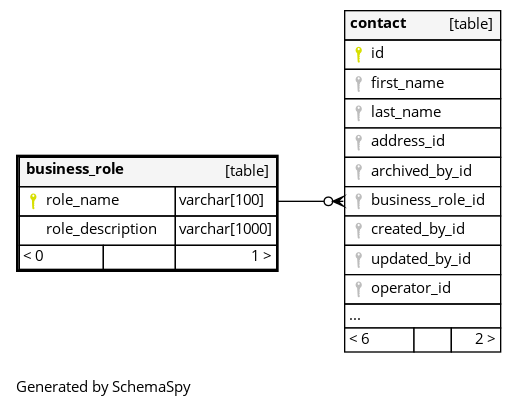 contact [table]
id
first_name
last_name
address_id
archived_by_id
business_role_id
created_by_id
updated_by_id
operator_id
...
< 6 2 >
business_role [table]
role_name varchar[100]
role_description varchar[1000]
< 0 1 >
Generated by SchemaSpy